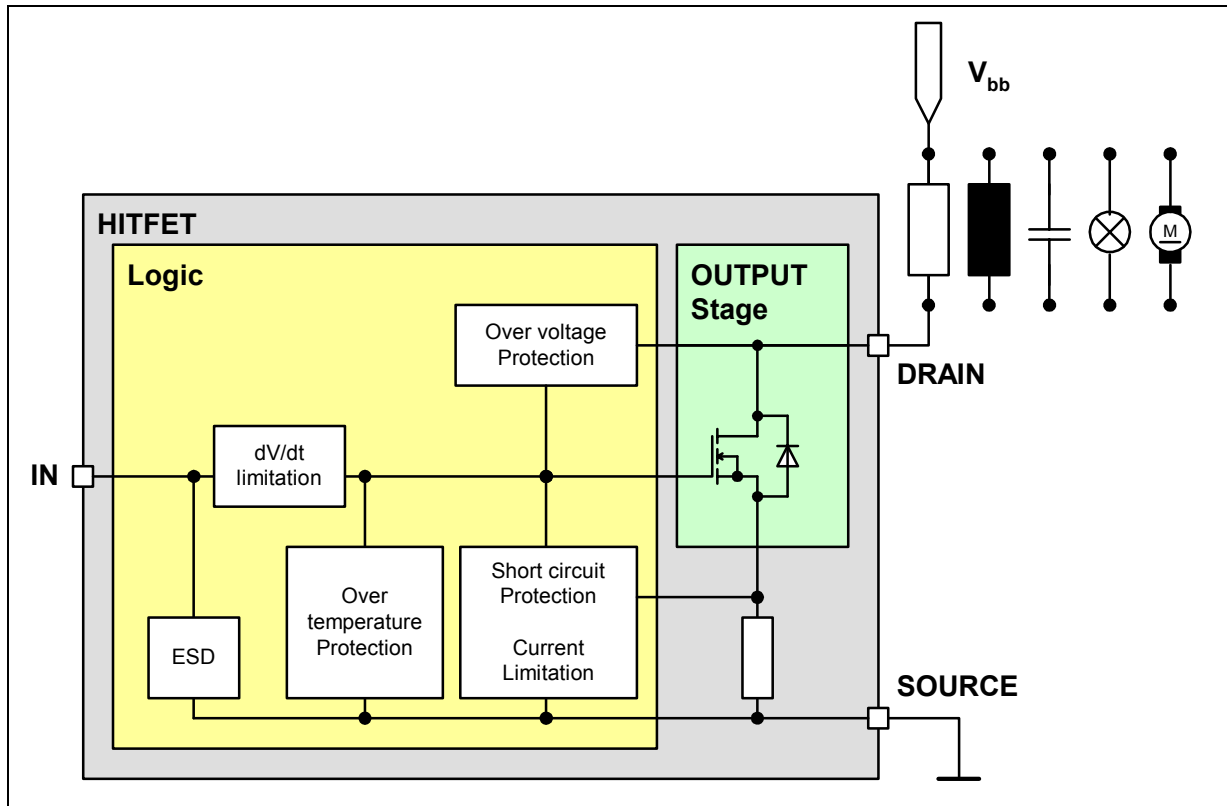 V_bb
HITFET
Logic
OUTPUT
Stage
M
Over voltage
Protection
DRAIN
IN
dV/dt
limitation
Over
temperature
Protection
Short circuit
Protection
Current
Limitation
ESD
SOURCE